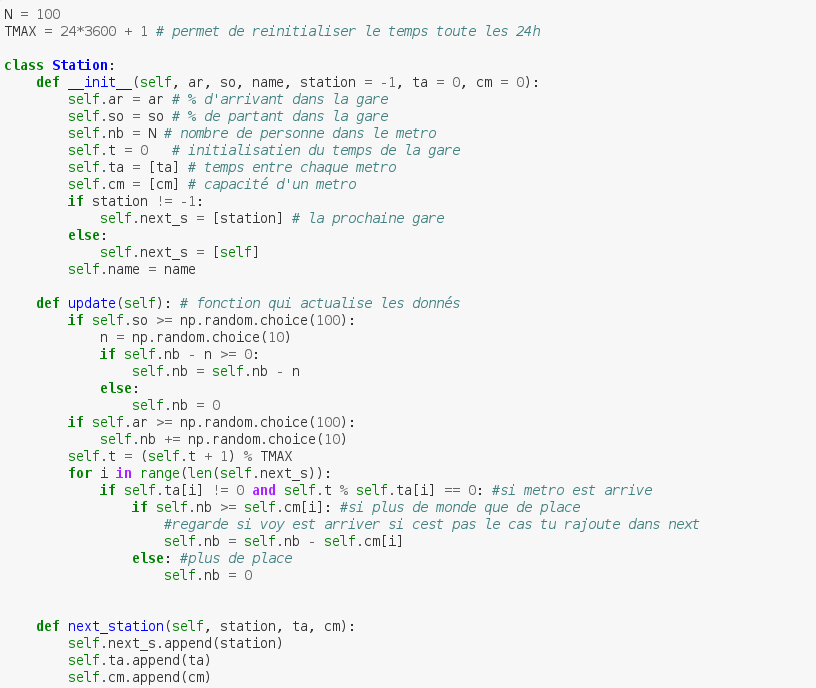 N = 100
TMAX = 24*3600 + 1 # permet de reinitialiser le temps toute les 24h

class Station:
    def __init__(self, ar, so, name, station = -1, ta = 0, cm = 0):
        self.ar = ar # % d'arrivant dans la gare
        self.so = so # % de partant dans la gare
        self.nb = N # nombre de personne dans le metro
        self.t = 0   # initialisatien du temps de la gare
        self.ta = [ta] # temps entre chaque metro
        self.cm = [cm] # capacité d'un metro
        if station != -1:
            self.next_s = [station] # la prochaine gare
        else:
            self.next_s = [self]
        self.name = name

    def update(self): # fonction qui actualise les donnés
        if self.so >= np.random.choice(100):
            n = np.random.choice(10)
            if self.nb - n >= 0:
                self.nb = self.nb - n
            else:
                self.nb = 0
        if self.ar >= np.random.choice(100):
            self.nb += np.random.choice(10)
        self.t = (self.t + 1) % TMAX
        for i in range(len(self.next_s)):
            if self.ta[i] != 0 and self.t % self.ta[i] == 0: #si metro est arrive
                if self.nb >= self.cm[i]: #si plus de monde que de place
                    #regarde si voy est arriver si cest pas le cas tu rajoute dans next
                    self.nb = self.nb - self.cm[i]
                else: #plus de place
                    self.nb = 0

    def next_station(self, station, ta, cm):
        self.next_s.append(station)
        self.ta.append(ta)
        self.cm.append(cm)